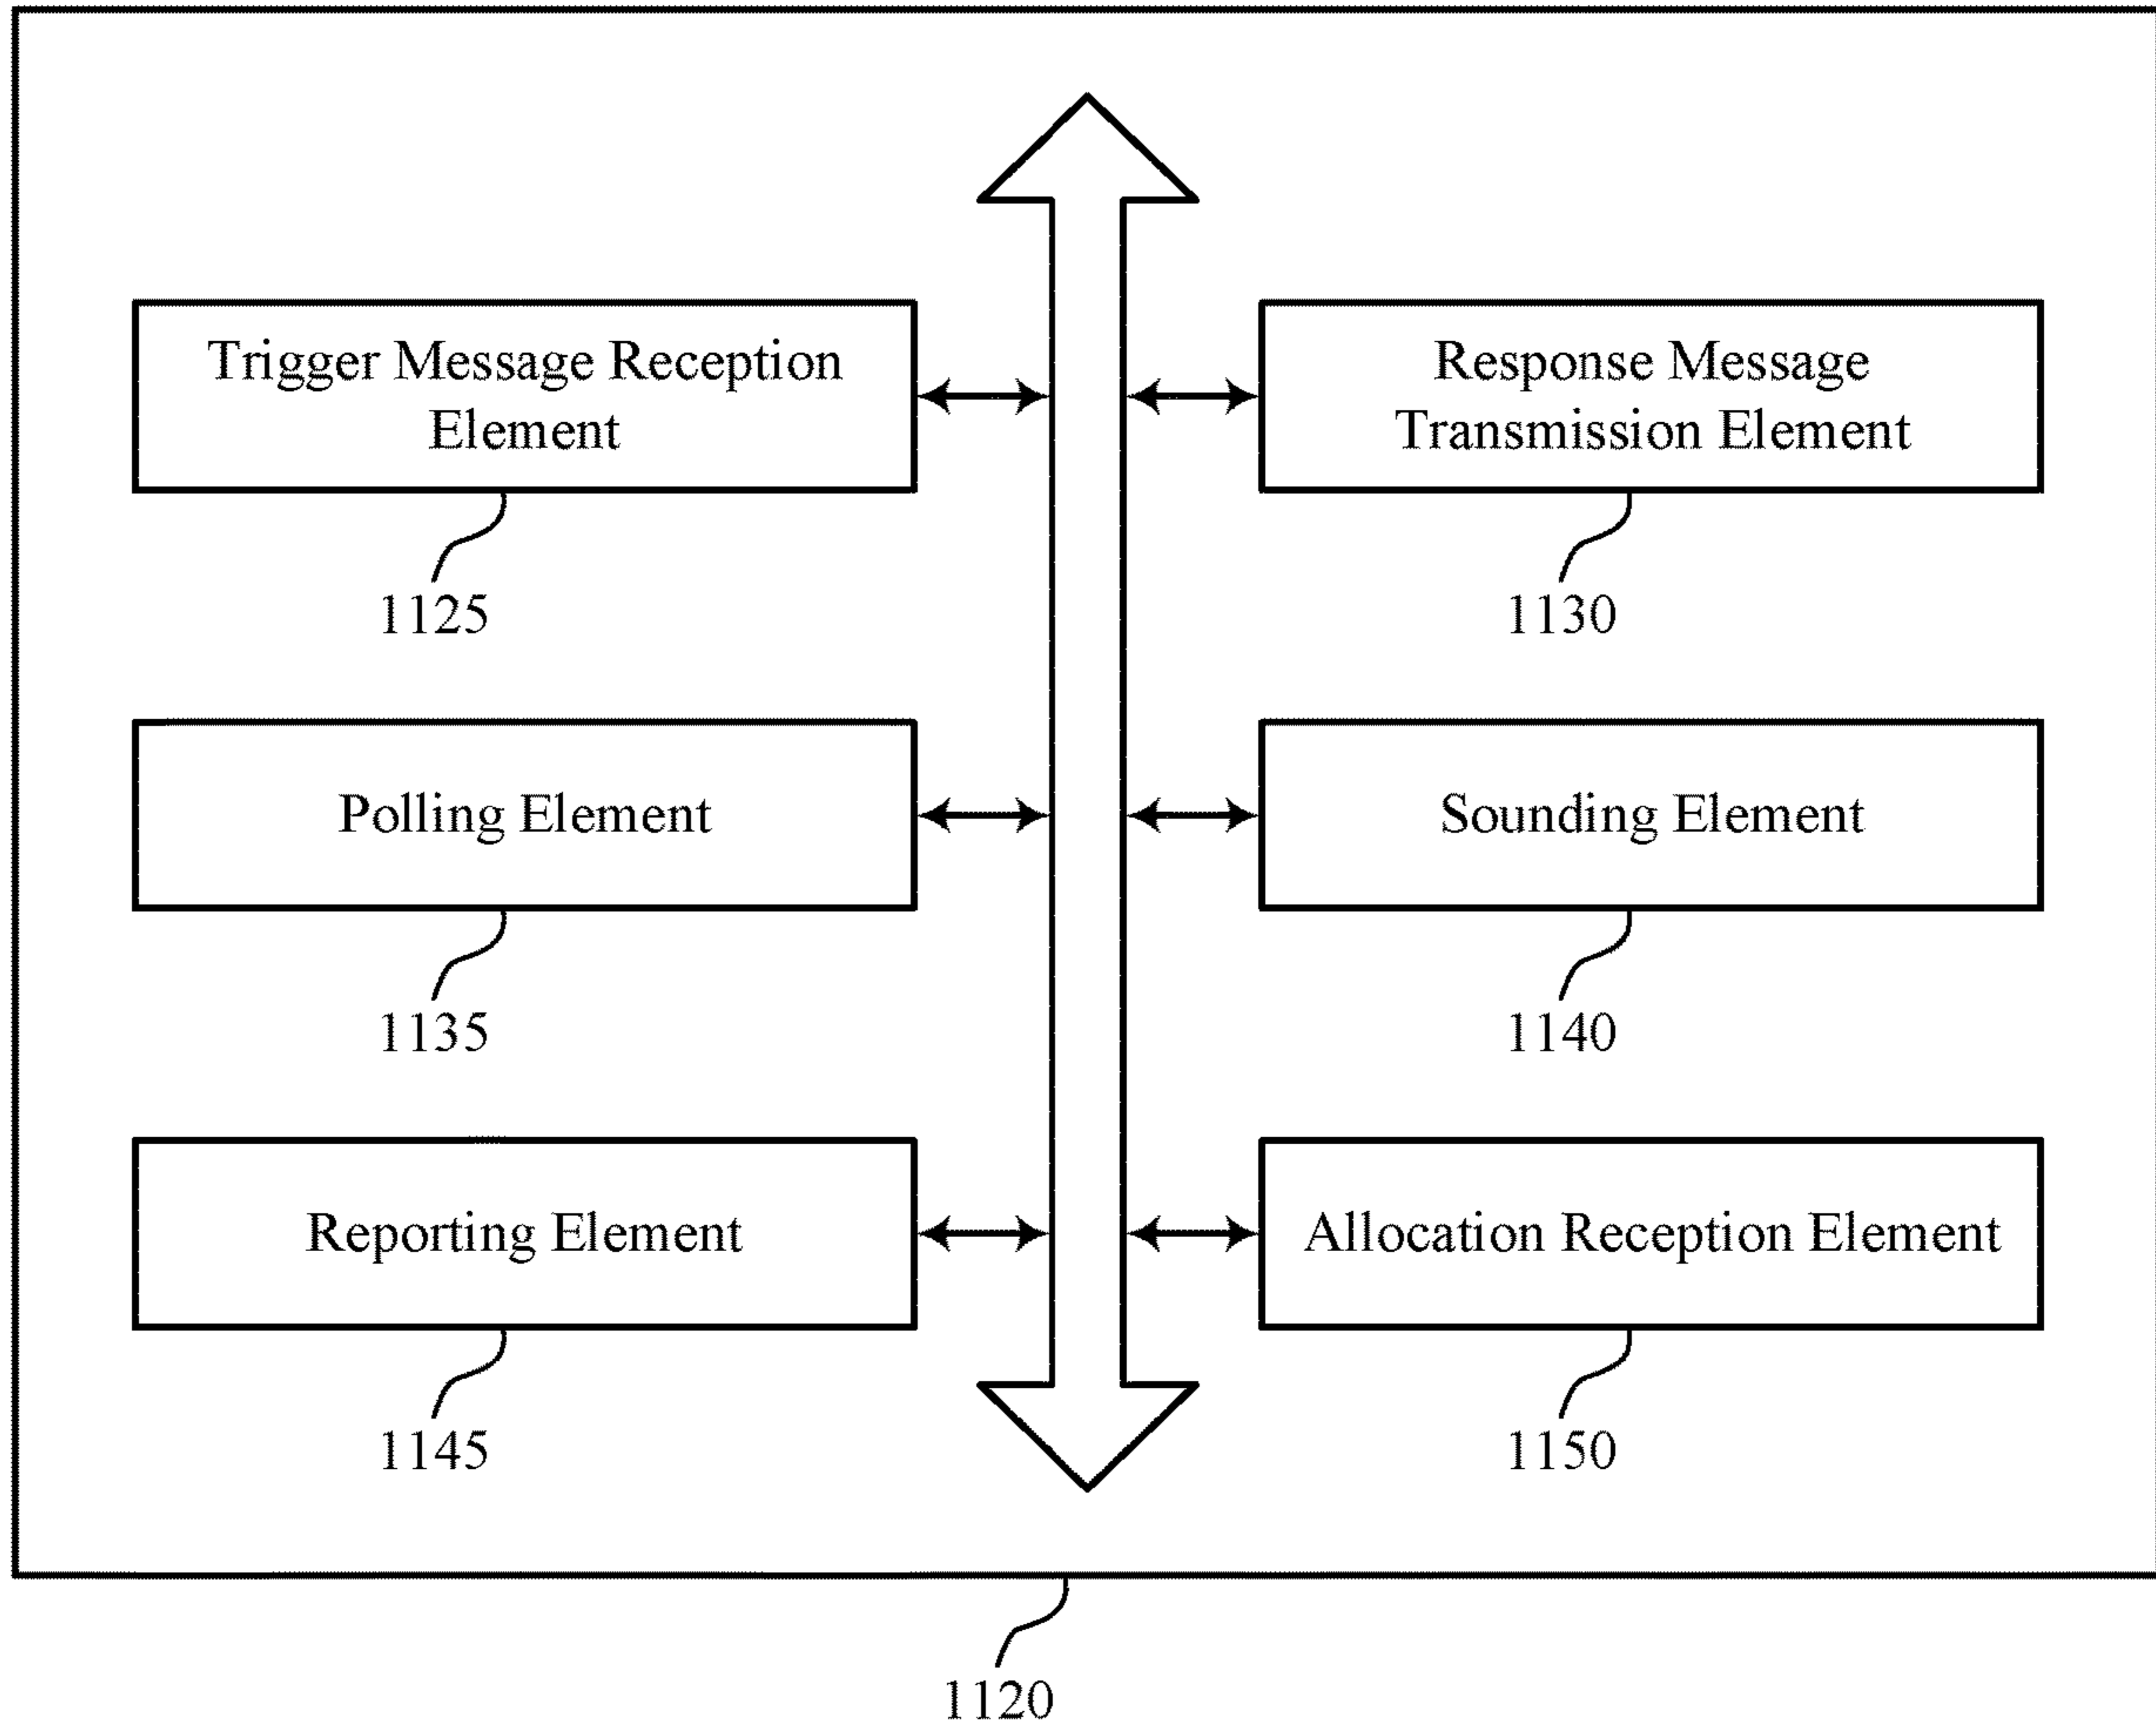 Trigger Message Reception
Element
1125
Response Message
Transmission Element
1130
Polling Element
1135
Sounding Element
1140
Reporting Element
1145
Allocation Reception Element
1150
1120